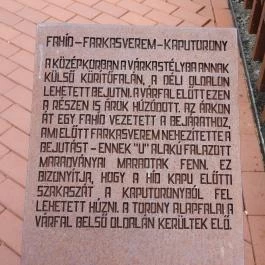 FAHÍD-FARKASVEREM-KAPUTORONY
A KÖZÉPKORBAN A VÁRKASTÉLYBA ANNAK
KÜLSŐ KÖRÍTŐFALÁN, A DÉLI OLDALON
LEHETETT BEJUTNI. A VÁRFAL ELŐTT EZEN
A RÉSZEN IS ÁROK HÚZÓDOTT. AZ ÁRKON
ÁT EGY FAHÍD VEZETETT A BEJÁRATHOZ,
AMI ELŐTT FARKASVEREM NEHEZÍTETTE A
BEJUTÁST - ENNEK "U" ALAKÚ FALAZOTT
MARADVÁNYAI MARADTAK FENN. EZ
BIZONYÍTJA, HOGY A HÍD KAPU ELŐTTI
SZAKASZÁT A KAPUTORONYBÓL FEL
LEHETETT HÚZNI. A TORONY ALAPFALAI A
VÁRFAL BELSŐ OLDALÁN KERÜLTEK ELŐ.